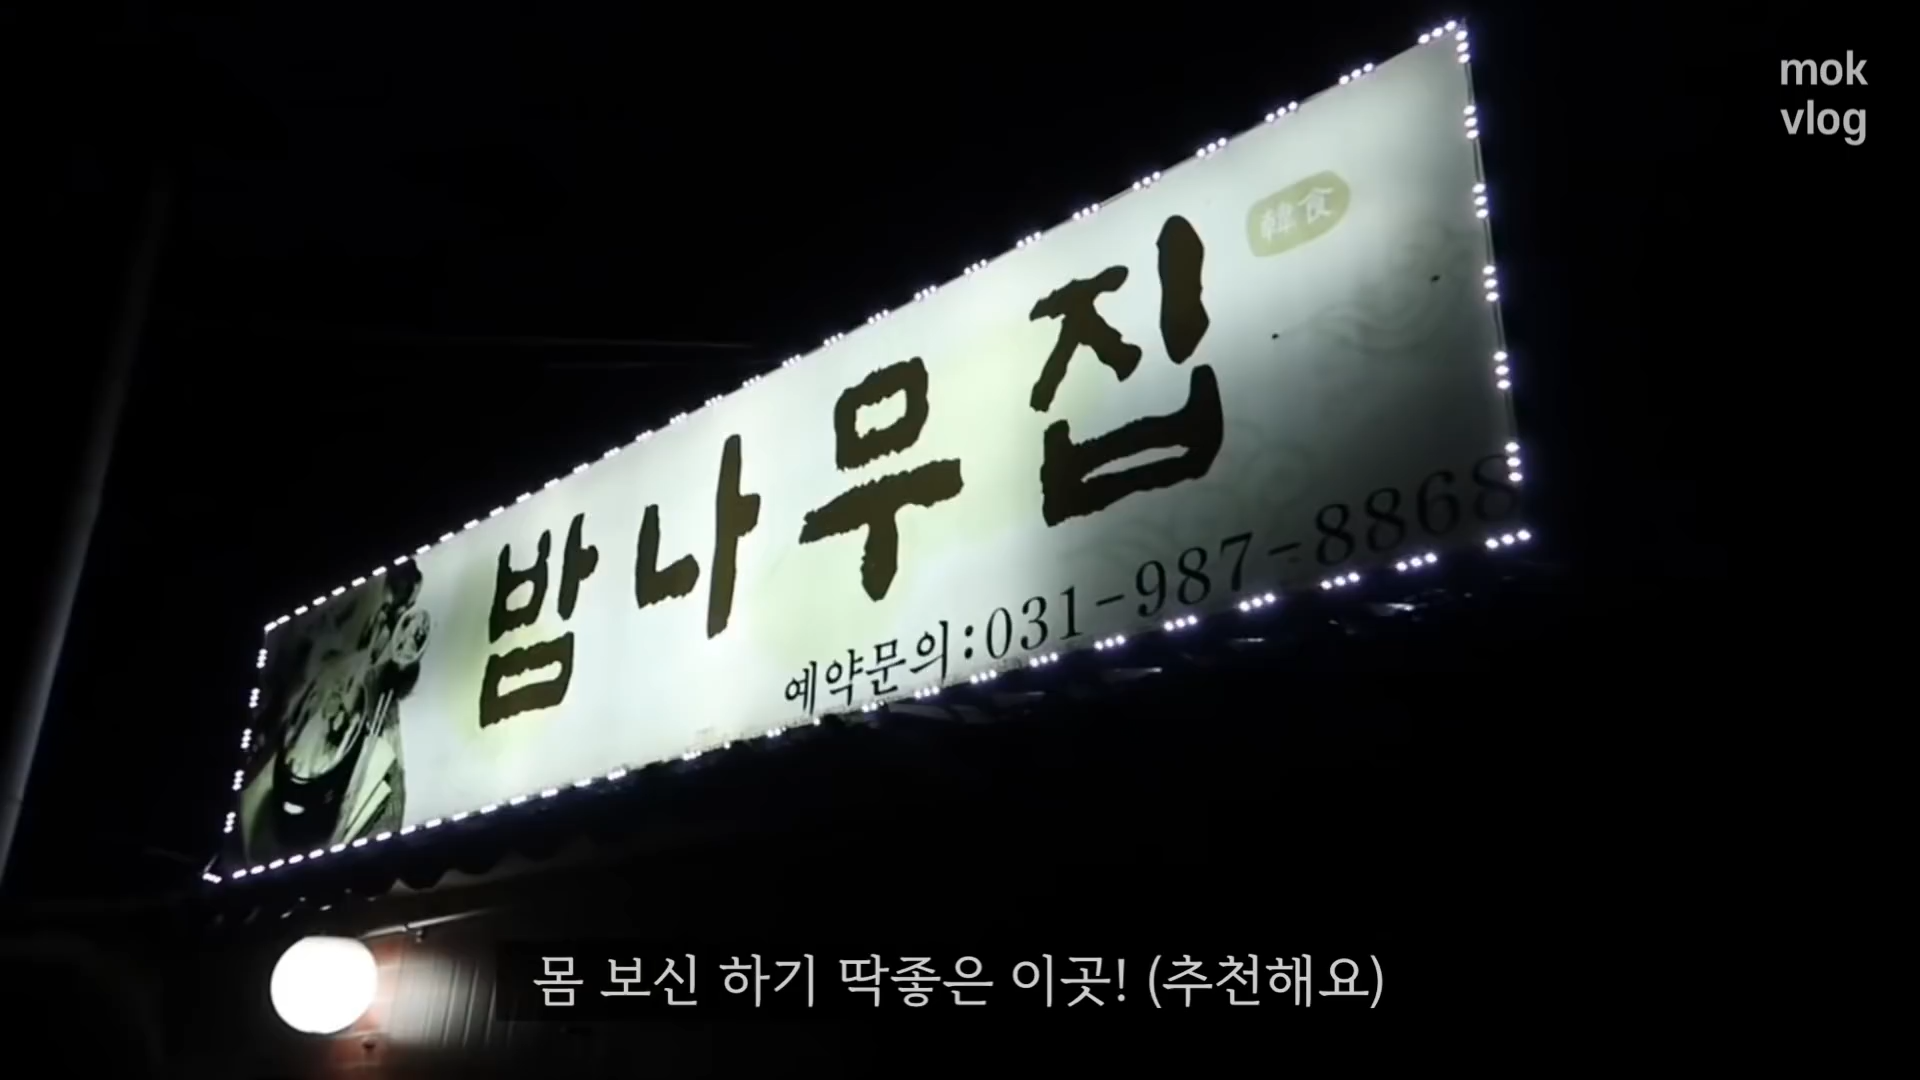 mok
vlog
韓食
밤나무집
예약문의:031-987-8868
몸 보신 하기 딱좋은 이곳! (추천해요)